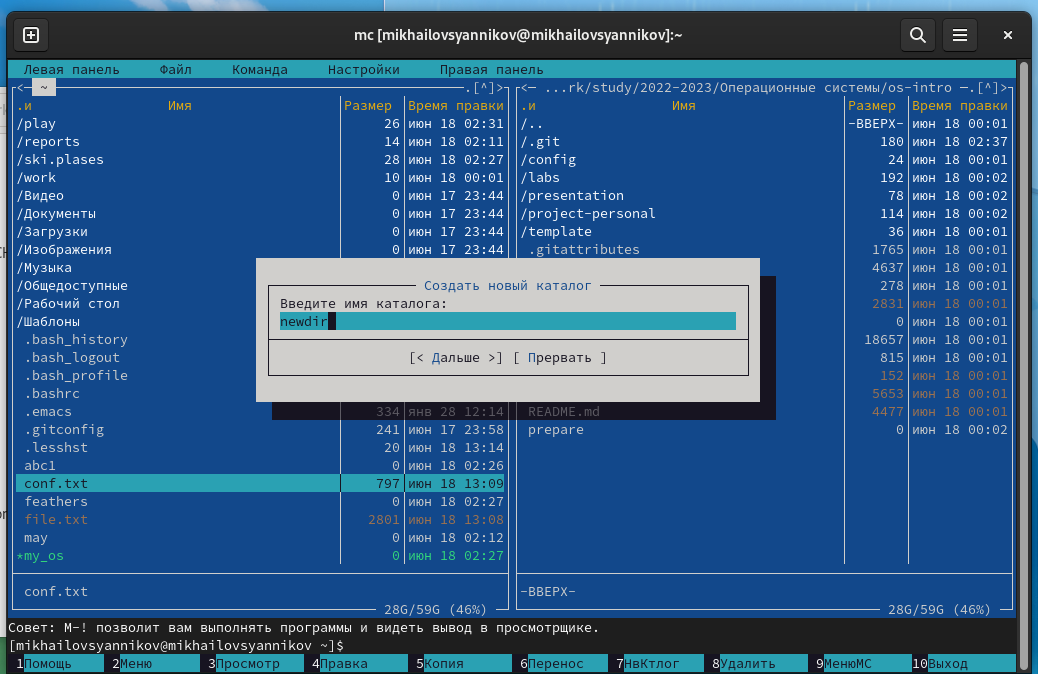 mc [mikhailovsyannikov@mikhailovsyannikov]:~
Левая панель Файл Команда Настройки Правая панель
<─ ~ .[^]> <─ ...rk/study/2022-2023/Операционные системы/os-intro ─.[^]>
.и Имя Размер Время правки .и Имя Размер Время правки
/play 26 июн 18 02:31 /.. -ВВЕРХ- июн 18 00:01
/reports 14 июн 18 02:11 /.git 180 июн 18 02:37
/ski.plases 28 июн 18 02:27 /config 24 июн 18 00:01
/work 10 июн 18 00:01 /labs 192 июн 18 00:02
/Видео 0 июн 17 23:44 /presentation 78 июн 18 00:02
/Документы 0 июн 17 23:44 /project-personal 114 июн 18 00:02
/Загрузки 0 июн 17 23:44 /template 36 июн 18 00:01
/Изображения 0 июн 17 23:44 .gitattributes 1765 июн 18 00:01
/Музыка 4637 июн 18 00:01
/Общедоступные Создать новый каталог 278 июн 18 00:01
/Рабочий стол Введите имя каталога: 2831 июн 18 00:01
/Шаблоны newdir 0 июн 18 00:01
.bash_history 18657 июн 18 00:01
.bash_logout [< Дальше >] [ Прервать ] 815 июн 18 00:01
.bash_profile 152 июн 18 00:01
.bashrc 5653 июн 18 00:01
.emacs 334 янв 28 12:14 README.md 4477 июн 18 00:01
.gitconfig 241 июн 17 23:58 prepare 0 июн 18 00:02
.lesshst 20 июн 18 13:14
abc1 0 июн 18 02:26
conf.txt 797 июн 18 13:09
feathers 0 июн 18 02:27
file.txt 2801 июн 18 13:08
may 0 июн 18 02:12
*my_os 0 июн 18 02:27
conf.txt -ВВЕРХ-
28G/59G (46%) 28G/59G (46%)
Совет: M-! позволит вам выполнять программы и видеть вывод в просмотрщике.
[mikhailovsyannikov@mikhailovsyannikov ~]$
1Помощь 2Меню 3Просмотр 4Правка 5Копия 6Перенос 7НвКтлог 8Удалить 9МенюМС 10Выход